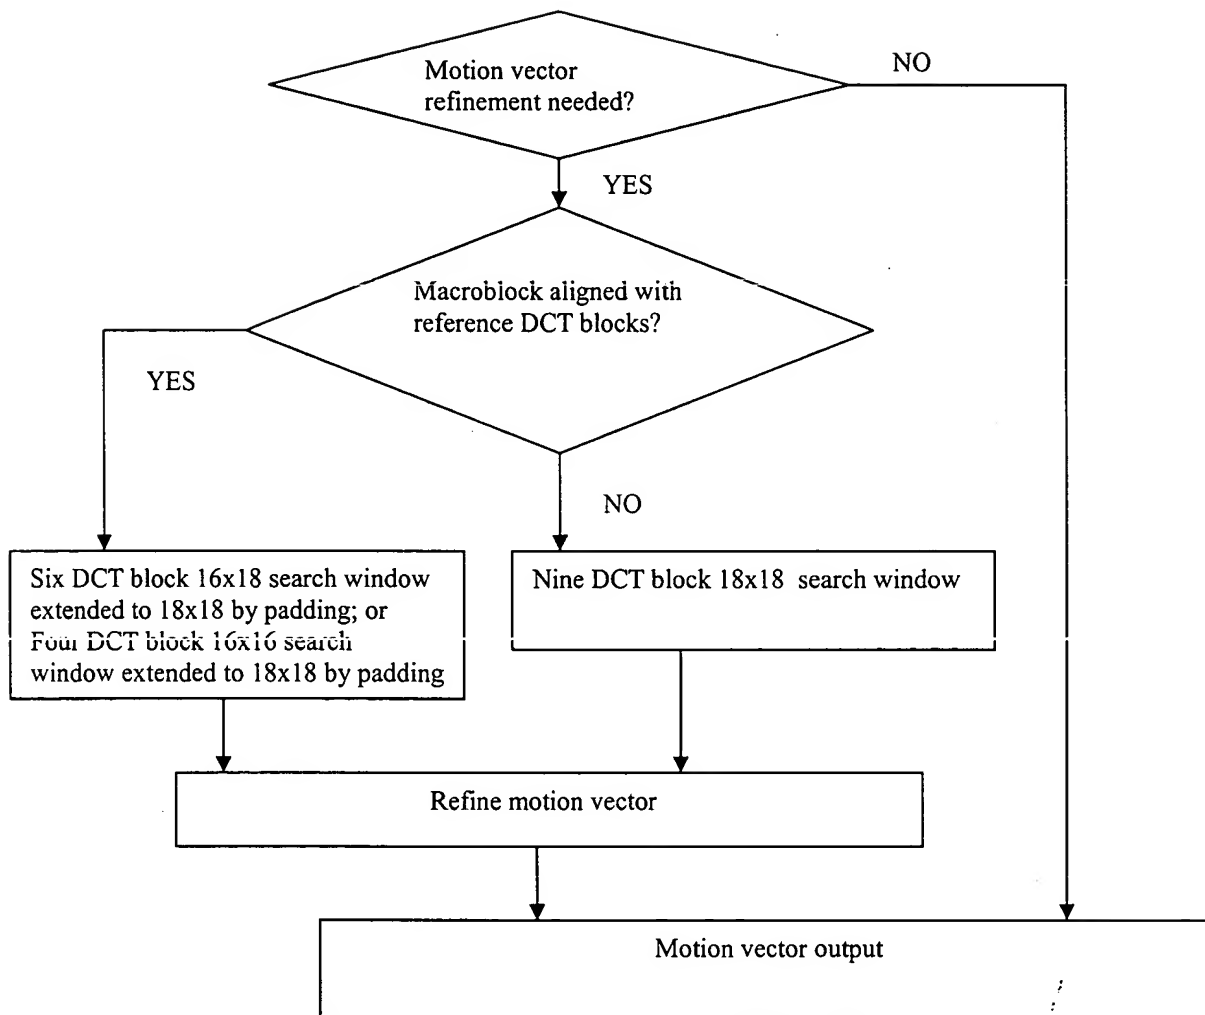 Motion vector
refinement needed?
NO
YES
Macroblock aligned with
reference DCT blocks?
YES
NO
Six DCT block 16x18 search window
extended to 18x18 by padding; or
Four DCT block 16x16 search
window extended to 18x18 by padding
Nine DCT block 18x18 search window
Refine motion vector
Motion vector output